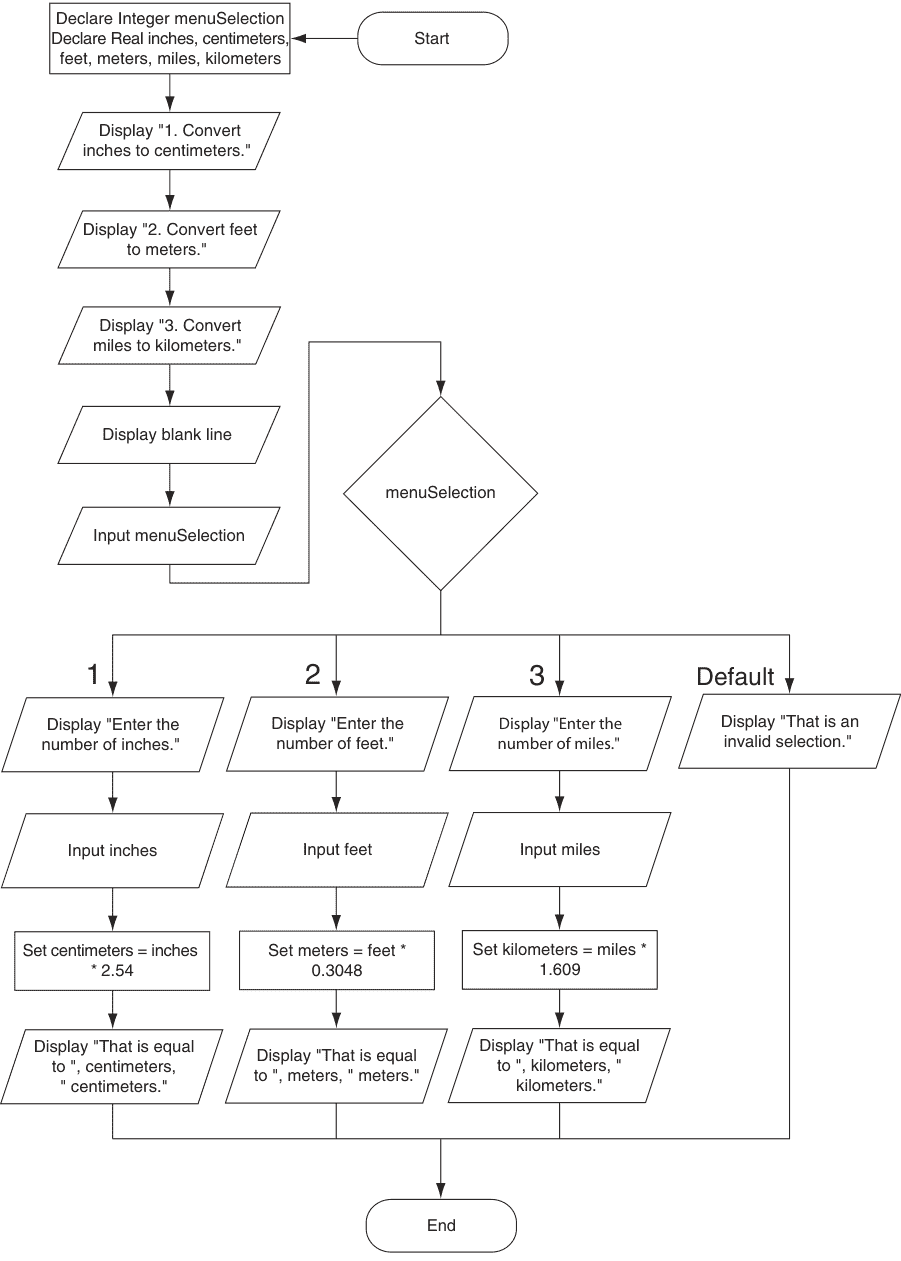 Start
Declare Integer menuSelection
Declare Real inches, centimeters,
feet, meters, miles, kilometers
Display "1. Convert
inches to centimeters."
Display "2. Convert feet
to meters."
Display "3. Convert
miles to kilometers."
Display blank line
Input menuSelection
menuSelection
1
Display "Enter the
number of inches."
Input inches
Set centimeters = inches
* 2.54
Display "That is equal
to ", centimeters,
" centimeters."
2
Display "Enter the
number of feet."
Input feet
Set meters = feet *
0.3048
Display "That is equal
to ", meters, " meters."
3
Display "Enter the
number of miles."
Input miles
Set kilometers = miles *
1.609
Display "That is equal
to ", kilometers, "
kilometers."
Default
Display "That is an
invalid selection."
End